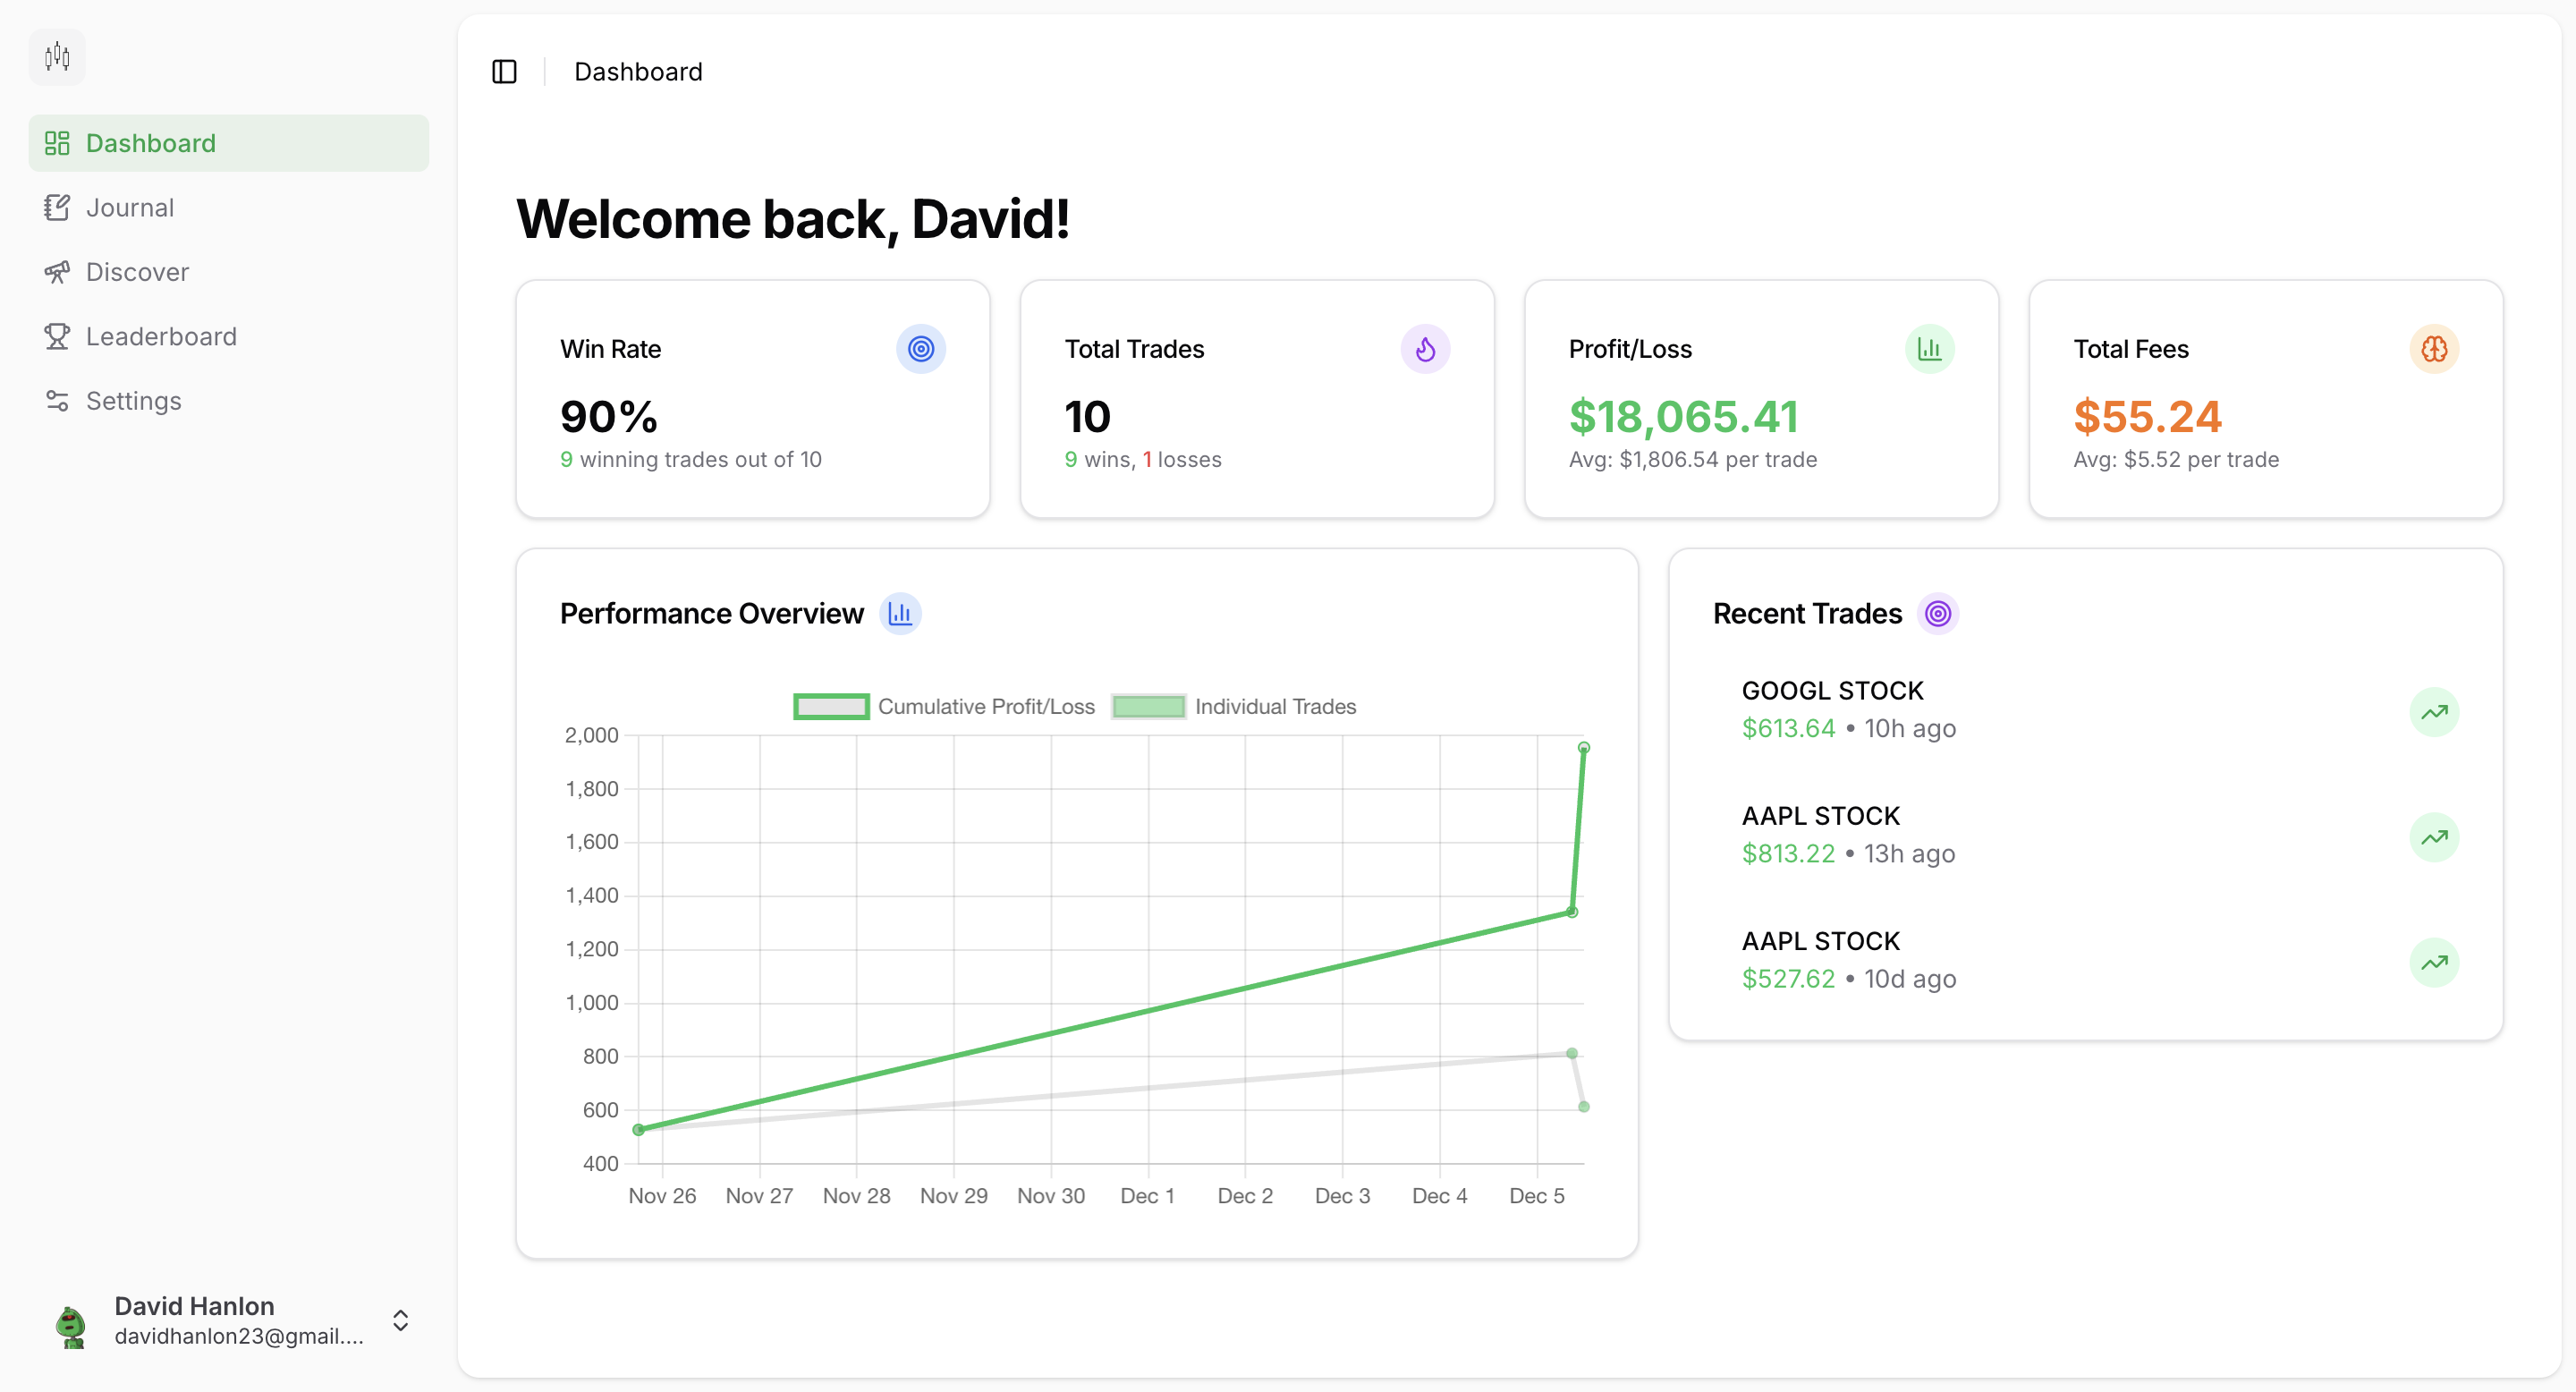 Dashboard
Dashboard
Journal
Discover
Leaderboard
Settings
Welcome back, David!
Win Rate
90%
9 winning trades out of 10
Total Trades
10
9 wins, 1 losses
Profit/Loss
$18,065.41
Avg: $1,806.54 per trade
Total Fees
$55.24
Avg: $5.52 per trade
Performance Overview
Cumulative Profit/Loss Individual Trades
2,000
1,800
1,600
1,400
1,200
1,000
800
600
400
Nov 26 Nov 27 Nov 28 Nov 29 Nov 30 Dec 1 Dec 2 Dec 3 Dec 4 Dec 5
Recent Trades
GOOGL STOCK
$613.64 • 10h ago
AAPL STOCK
$813.22 • 13h ago
AAPL STOCK
$527.62 • 10d ago
David Hanlon
davidhanlon23@gmail....